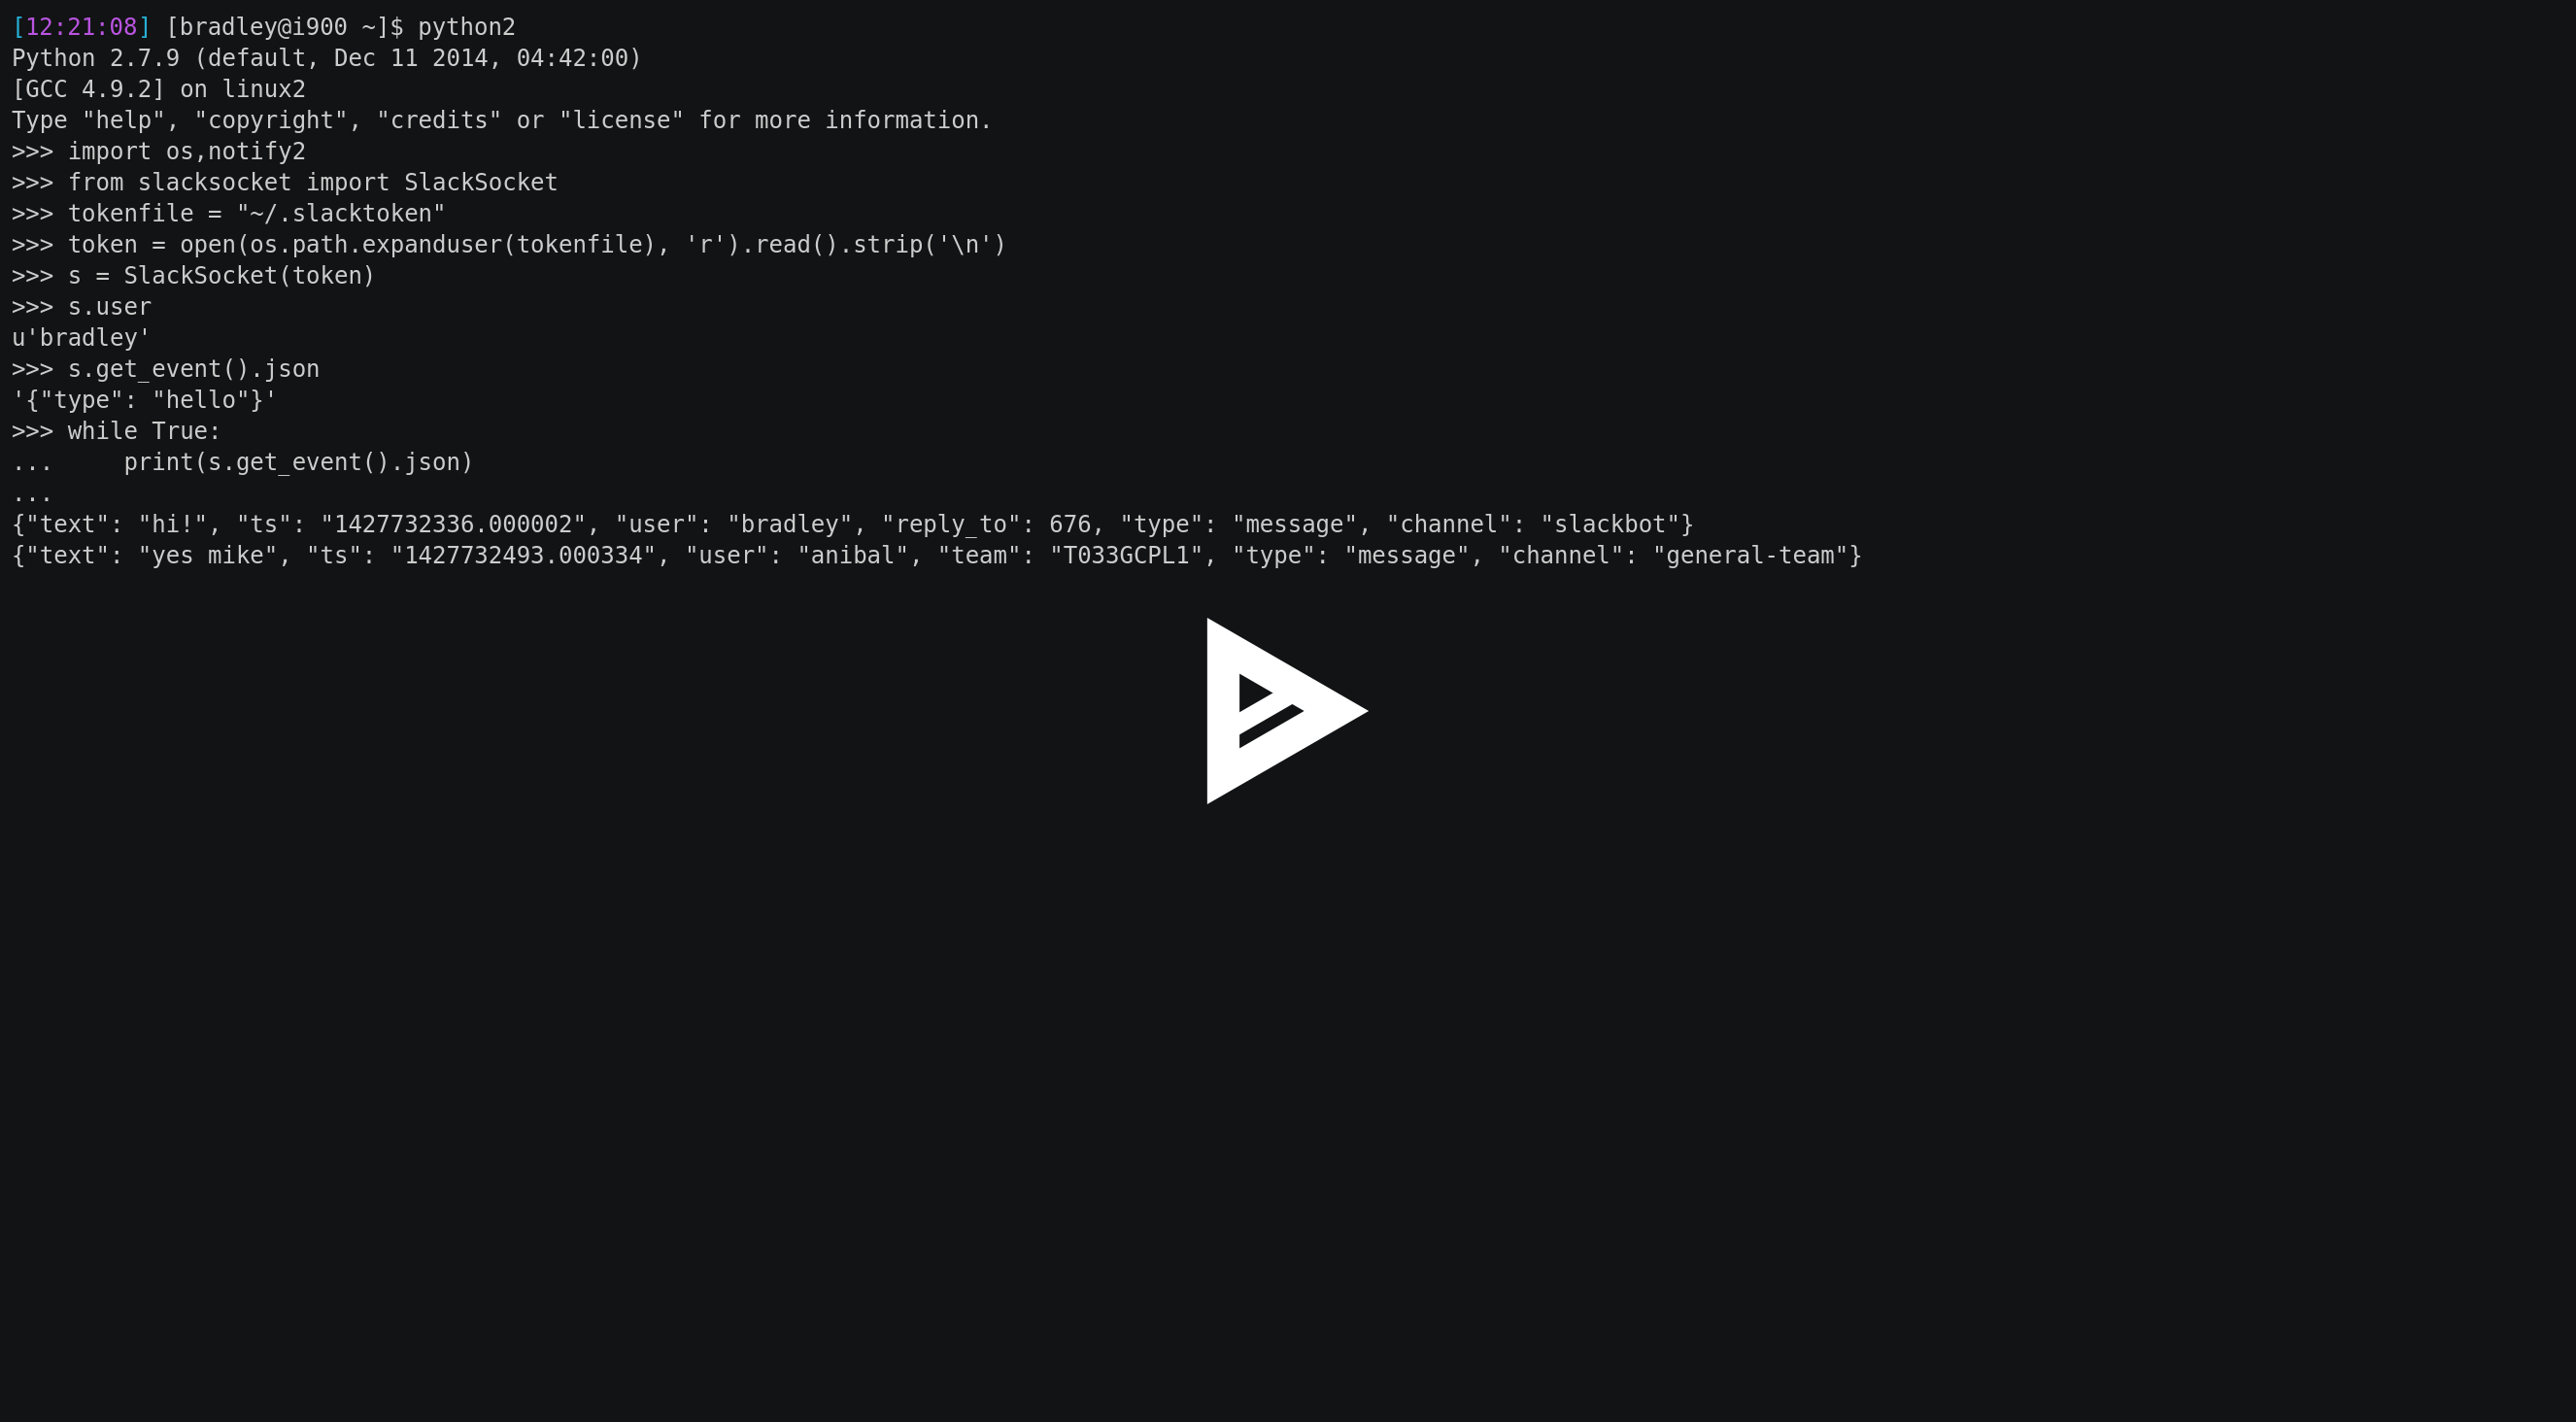 [12:21:08] [bradley@i900 ~]$ python2
Python 2.7.9 (default, Dec 11 2014, 04:42:00)
[GCC 4.9.2] on linux2
Type "help", "copyright", "credits" or "license" for more information.
>>> import os,notify2
>>> from slacksocket import SlackSocket
>>> tokenfile = "~/.slacktoken"
>>> token = open(os.path.expanduser(tokenfile), 'r').read().strip('\n')
>>> s = SlackSocket(token)
>>> s.user
u'bradley'
>>> s.get_event().json
'{"type": "hello"}'
>>> while True:
...     print(s.get_event().json)
...
{"text": "hi!", "ts": "1427732336.000002", "user": "bradley", "reply_to": 676, "type": "message", "channel": "slackbot"}
{"text": "yes mike", "ts": "1427732493.000334", "user": "anibal", "team": "T033GCPL1", "type": "message", "channel": "general-team"}